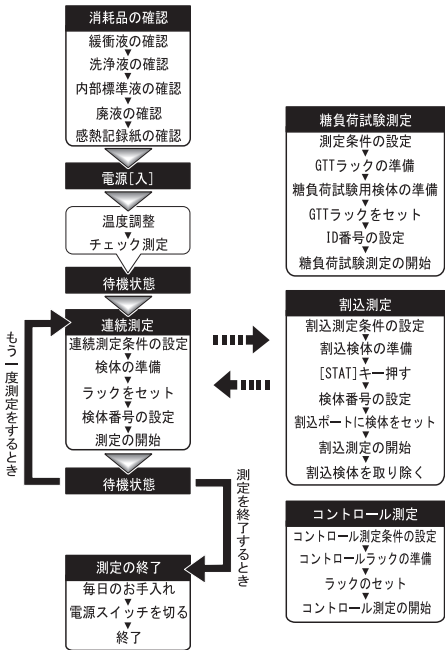 消耗品の確認
緩衝液の確認
洗浄液の確認
内部標準液の確認
廃液の確認
感熱記録紙の確認
電源[入]
温度調整
チェック測定
待機状態
連続測定
連続測定条件の設定
検体の準備
ラックをセット
検体番号の設定
測定の開始
待機状態
もう一度測定をするとき
測定を終了するとき
測定の終了
毎日のお手入れ
電源スイッチを切る
終了
糖負荷試験測定
測定条件の設定
GTTラックの準備
糖負荷試験用検体の準備
GTTラックをセット
ID番号の設定
糖負荷試験測定の開始
割込測定
割込測定条件の設定
割込検体の準備
[STAT]キー押す
検体番号の設定
割込ポートに検体をセット
割込測定の開始
割込検体を取り除く
コントロール測定
コントロール測定条件の設定
コントロールラックの準備
ラックのセット
コントロール測定の開始